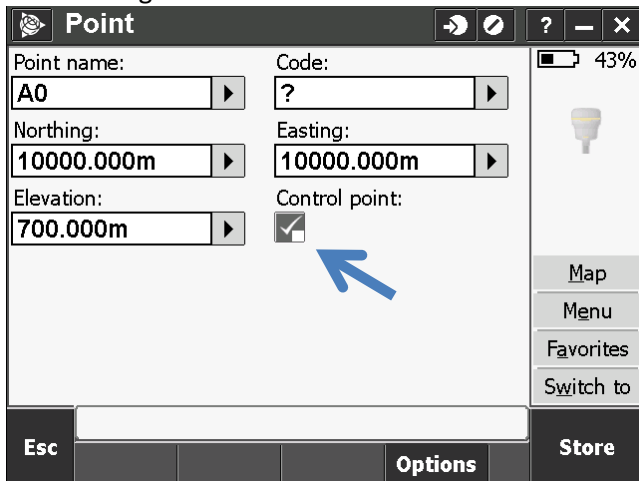 Point
? – ×
Point name: Code:
43%
A0 ?
Northing: Easting:
10000.000m 10000.000m
Elevation: Control point:
700.000m
Map
Menu
Favorites
Switch to
Esc Options Store